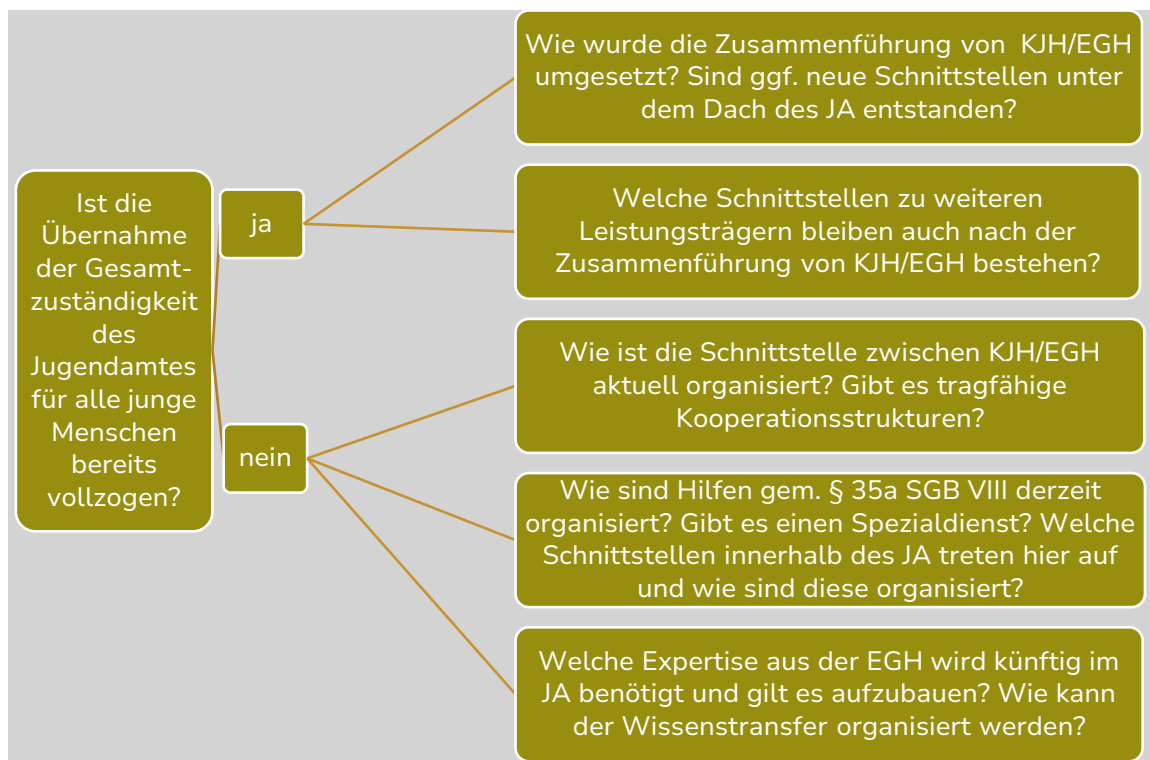 Ist die
Übernahme
der Gesamt-
zuständigkeit
des
Jugendamtes
für alle junge
Menschen
bereits
vollzogen?
ja
Wie wurde die Zusammenführung von KJH/EGH
umgesetzt? Sind ggf. neue Schnittstellen unter
dem Dach des JA entstanden?
Welche Schnittstellen zu weiteren
Leistungsträgern bleiben auch nach der
Zusammenführung von KJH/EGH bestehen?
nein
Wie ist die Schnittstelle zwischen KJH/EGH
aktuell organisiert? Gibt es tragfähige
Kooperationsstrukturen?
Wie sind Hilfen gem. § 35a SGB VIII derzeit
organisiert? Gibt es einen Spezialdienst? Welche
Schnittstellen innerhalb des JA treten hier auf
und wie sind diese organisiert?
Welche Expertise aus der EGH wird künftig im
JA benötigt und gilt es aufzubauen? Wie kann
der Wissenstransfer organisiert werden?